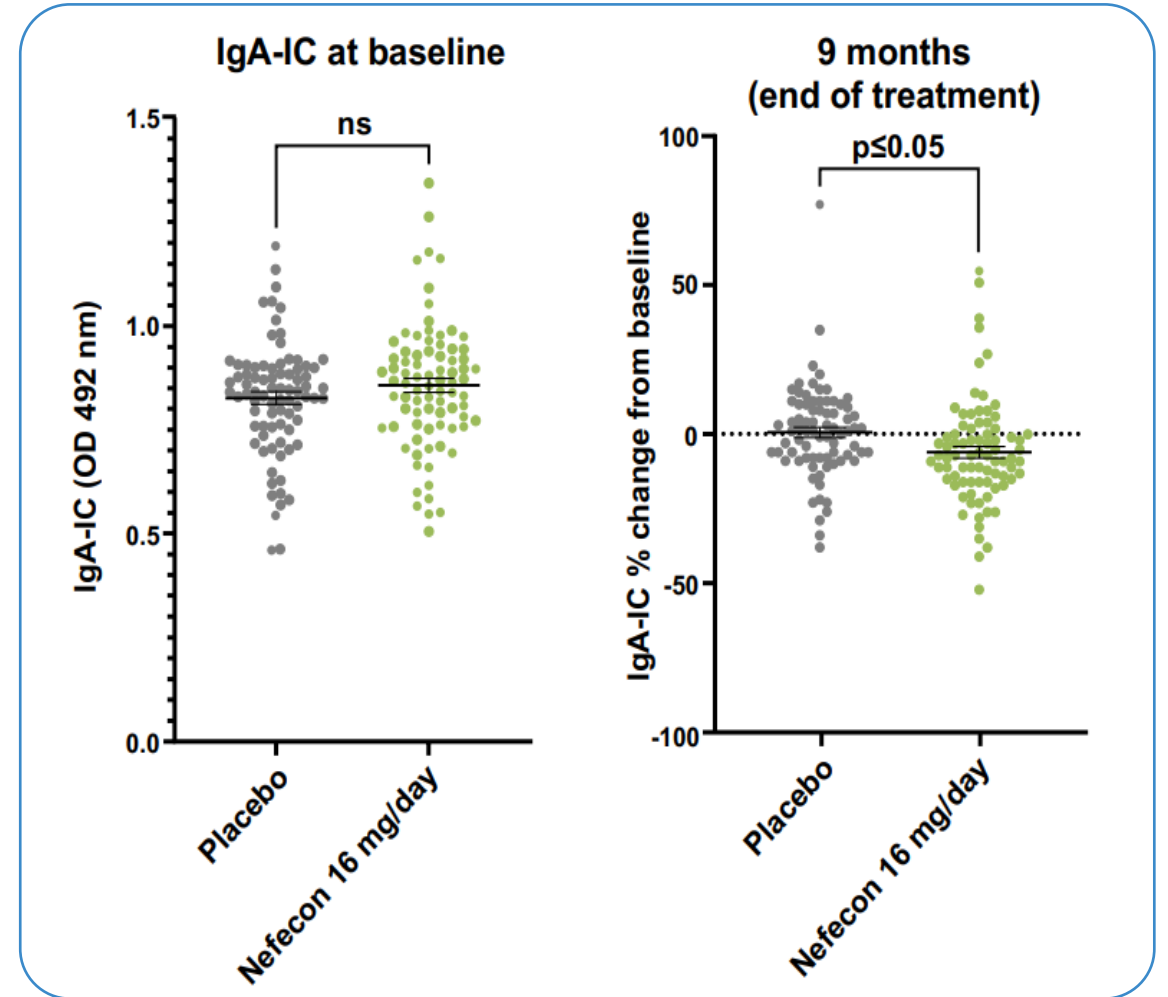 IgA-IC at baseline
1.5
ns
1.0
0.5
0.0
IgA-IC (OD 492 nm)
Placebo
Nefecon 16 mg/day
9 months
(end of treatment)
100
p≤0.05
50
0
-50
-100
IgA-IC % change from baseline
Placebo
Nefecon 16 mg/day